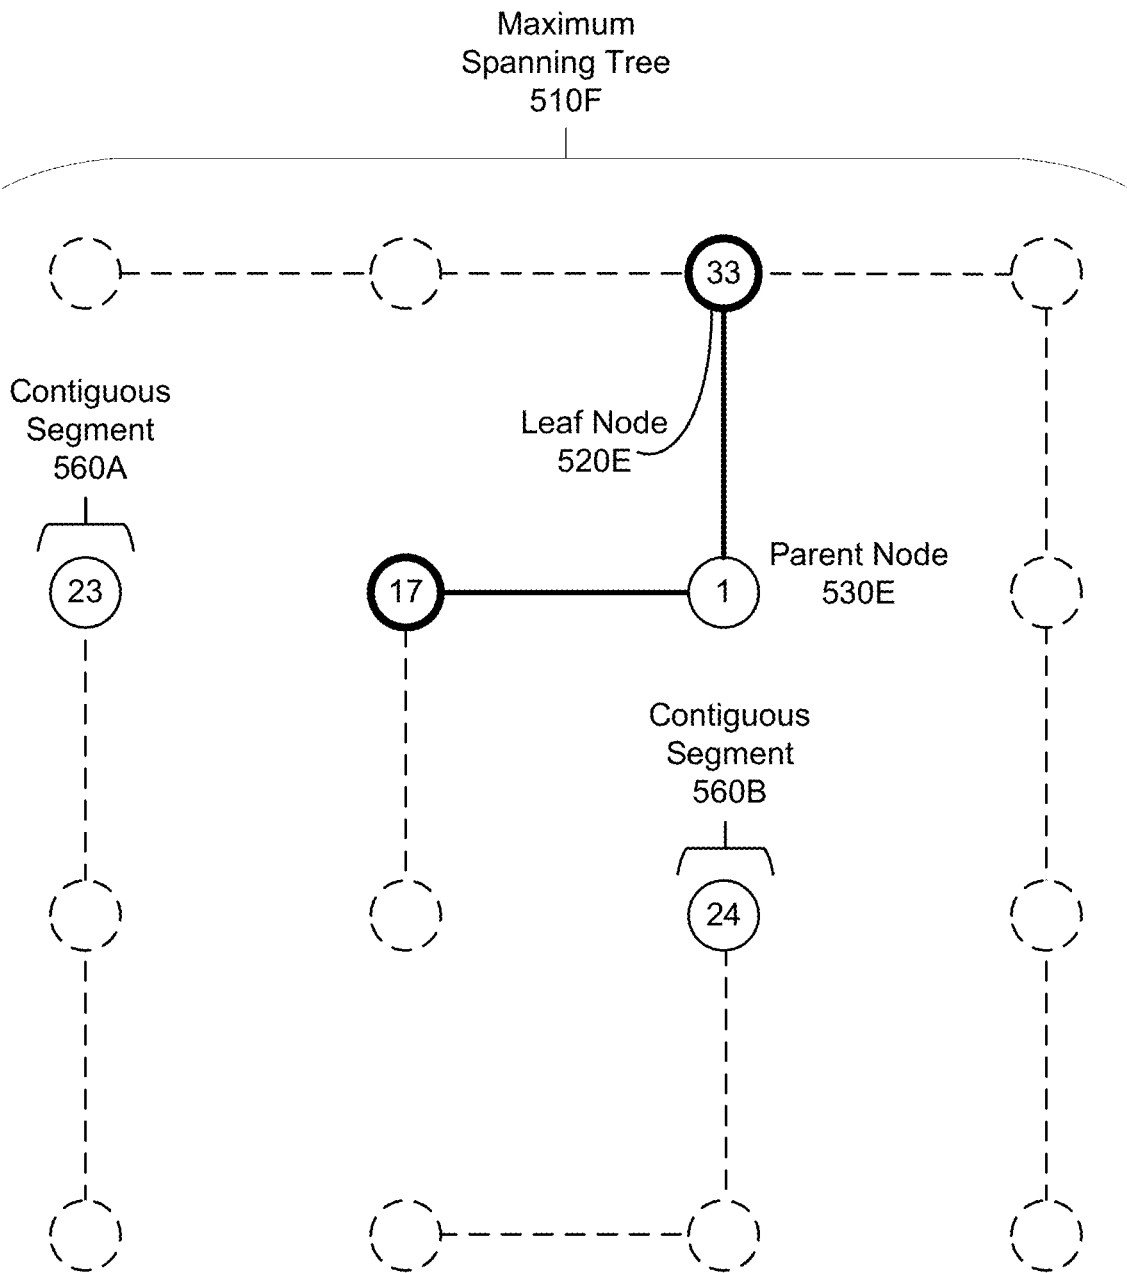 Maximum
Spanning Tree
510F
33
Contiguous
Segment
560A
Leaf Node
520E
23
17
1
Parent Node
530E
Contiguous
Segment
560B
24